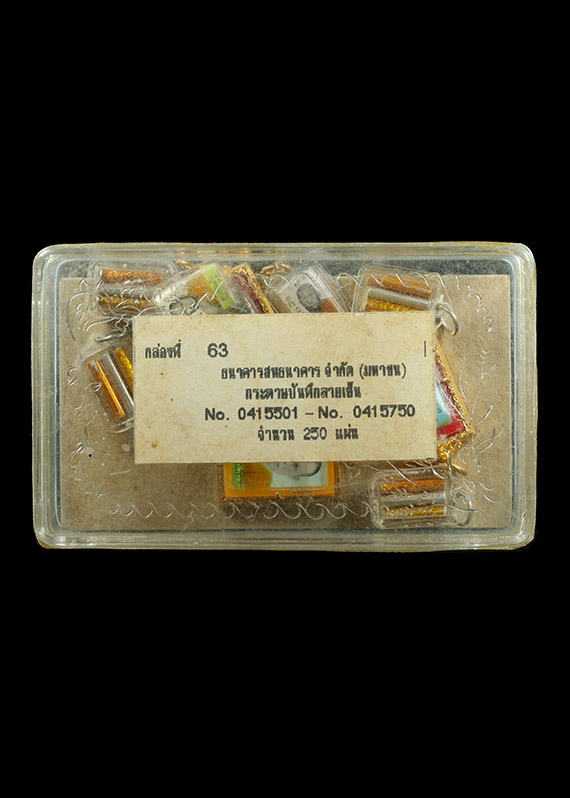 กล่องที่ 63
ธนาคารสหธนาคาร จำกัด (มหาชน)
กระดาษบันทึกลายเซ็น
No. 0415501 - No. 0415750
จำนวน 250 แผ่น